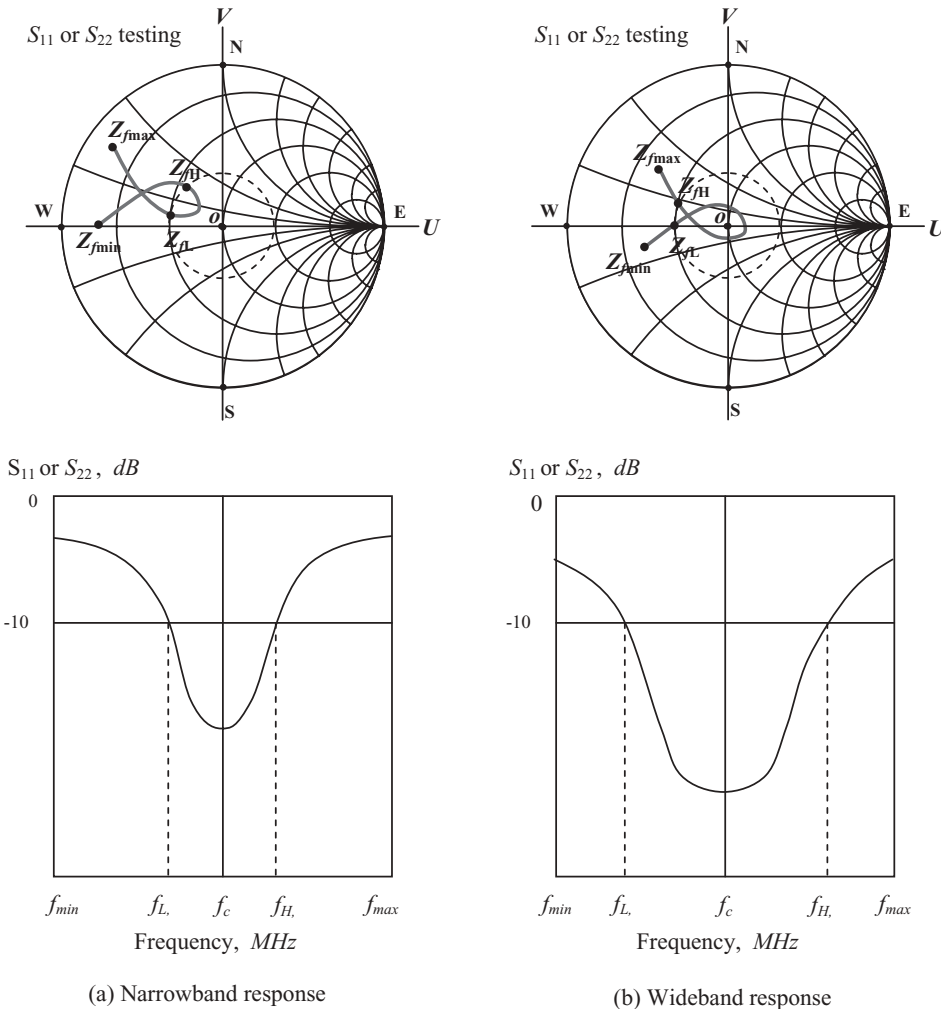 S11 or S22 testing
V
N
Zfmax
ZfH
W
o
E
U
Zfmin
ZfL
S
S11 or S22 testing
V
N
Zfmax
ZfH
W
o
E
U
Zfmin
ZfL
S
S11 or S22 , dB
0
-10
fmin fL, fc fH, fmax
Frequency, MHz
(a) Narrowband response
S11 or S22 , dB
0
-10
fmin fL, fc fH, fmax
Frequency, MHz
(b) Wideband response